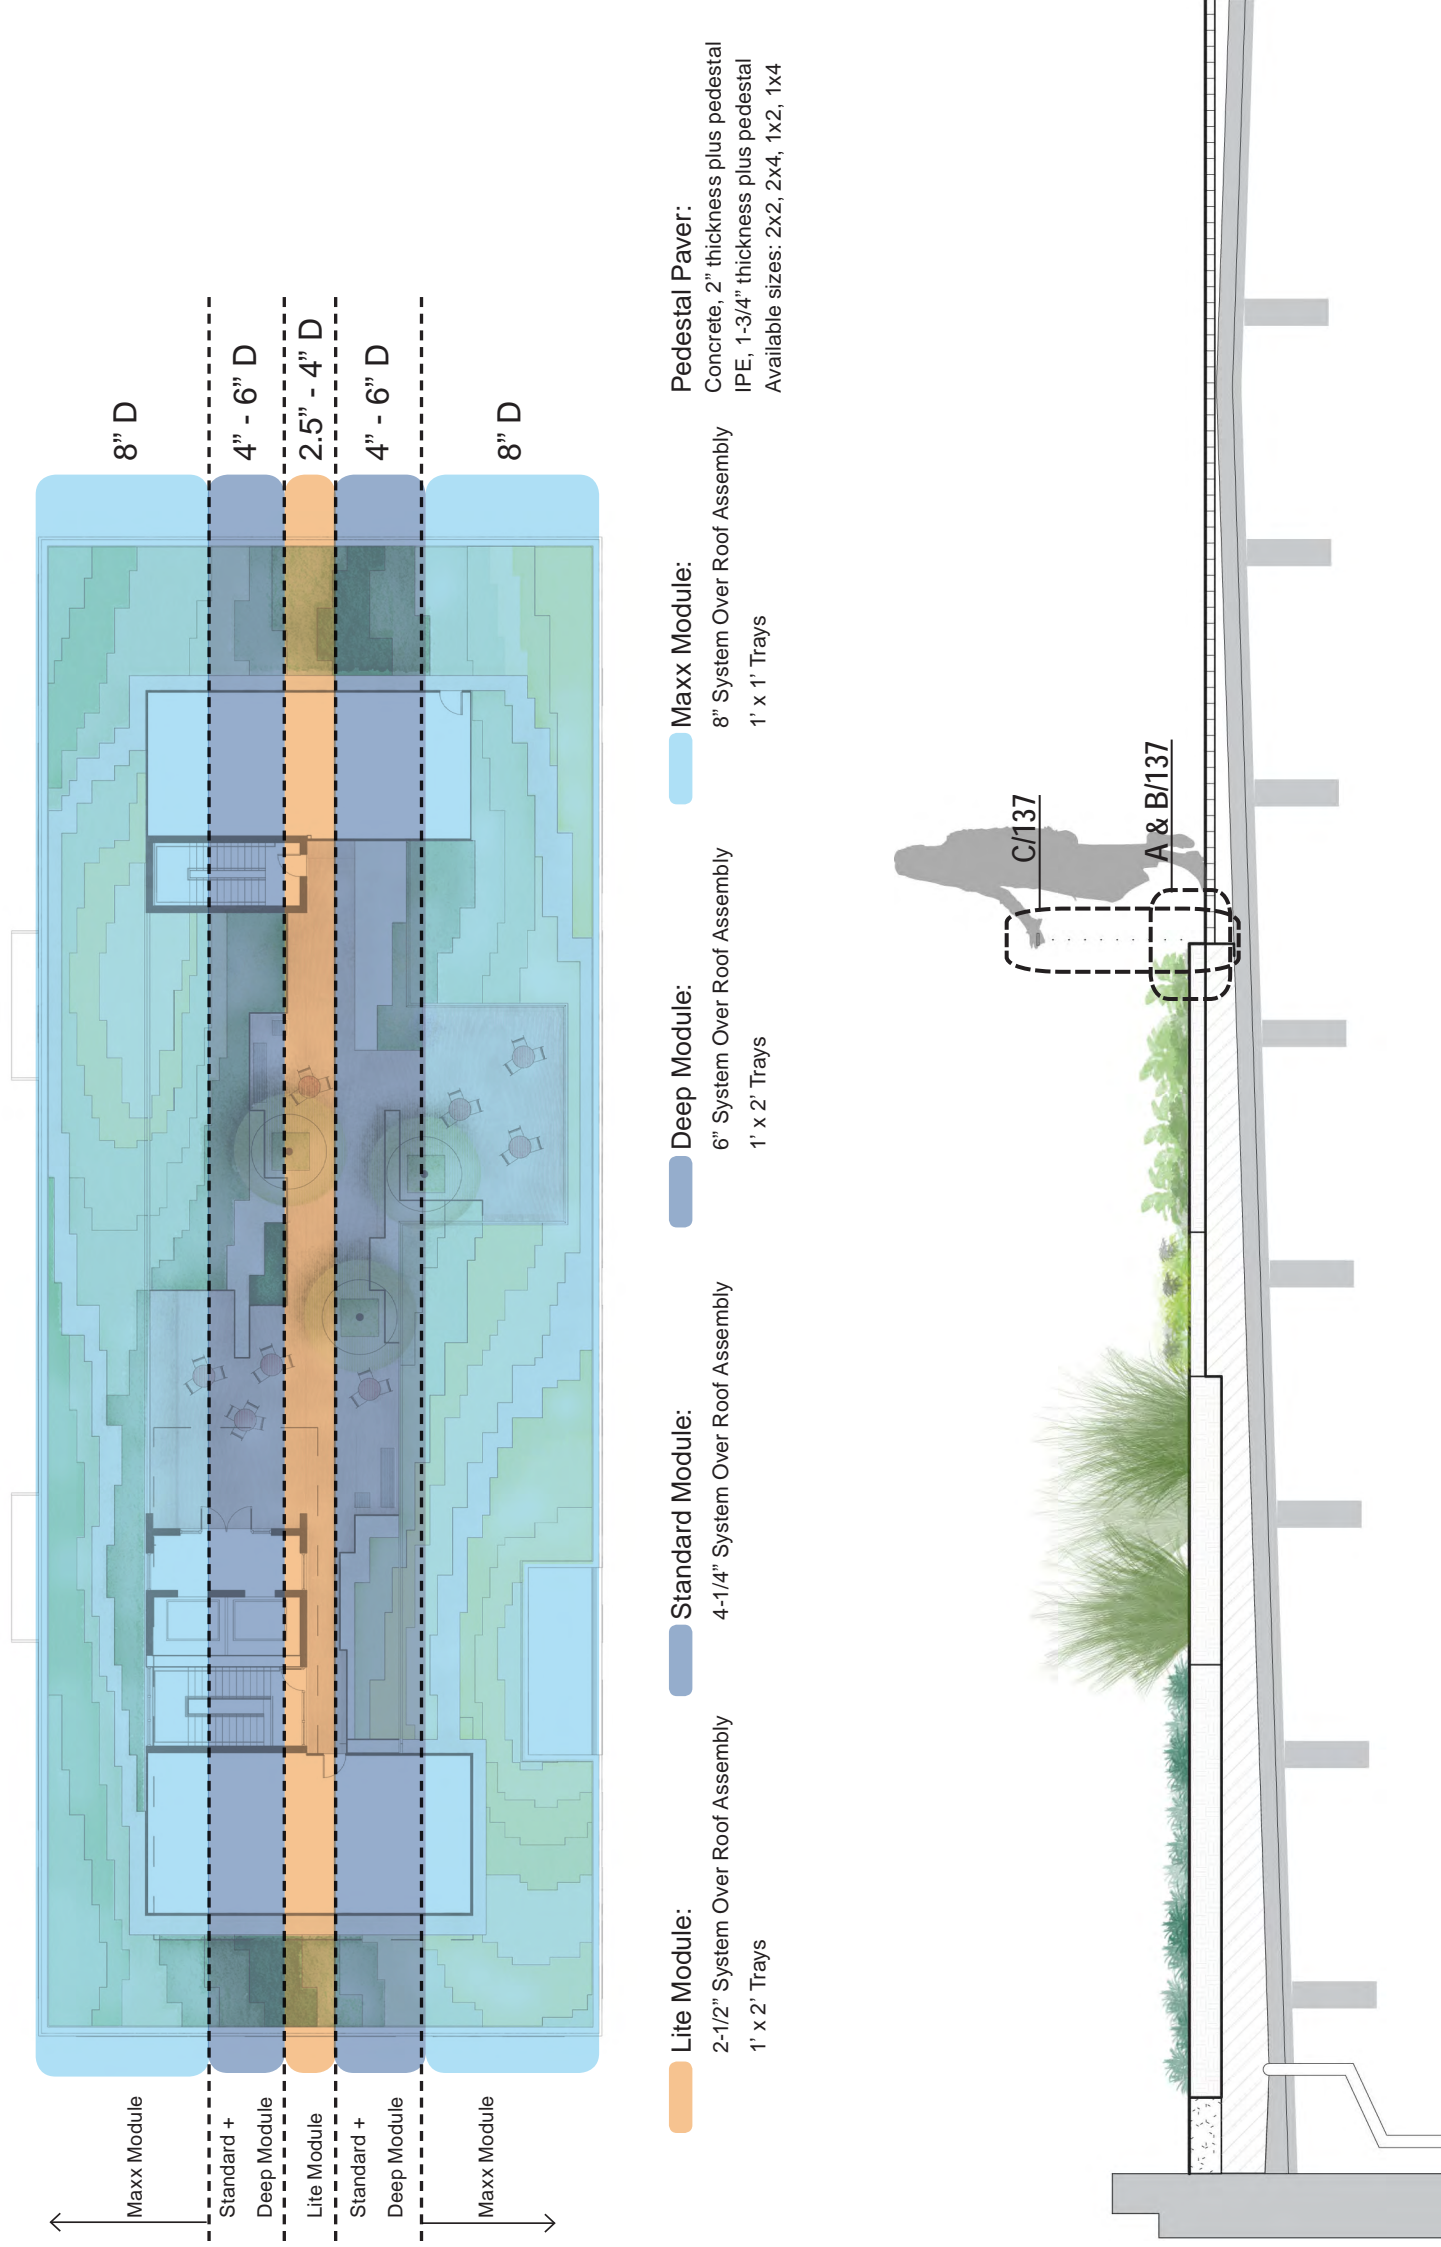 Maxx Module
Standard +
Deep Module
Lite Module
Standard +
Deep Module
Maxx Module
8” D
4” - 6” D
2.5” - 4” D
4” - 6” D
8” D
Lite Module:
2-1/2” System Over Roof Assembly
1’ x 2’ Trays
Standard Module:
4-1/4” System Over Roof Assembly
Deep Module:
6” System Over Roof Assembly
1’ x 2’ Trays
Maxx Module:
8” System Over Roof Assembly
1’ x 1’ Trays
Pedestal Paver:
Concrete, 2” thickness plus pedestal
IPE, 1-3/4” thickness plus pedestal
Available sizes: 2x2, 2x4, 1x2, 1x4
C/137
A & B/137